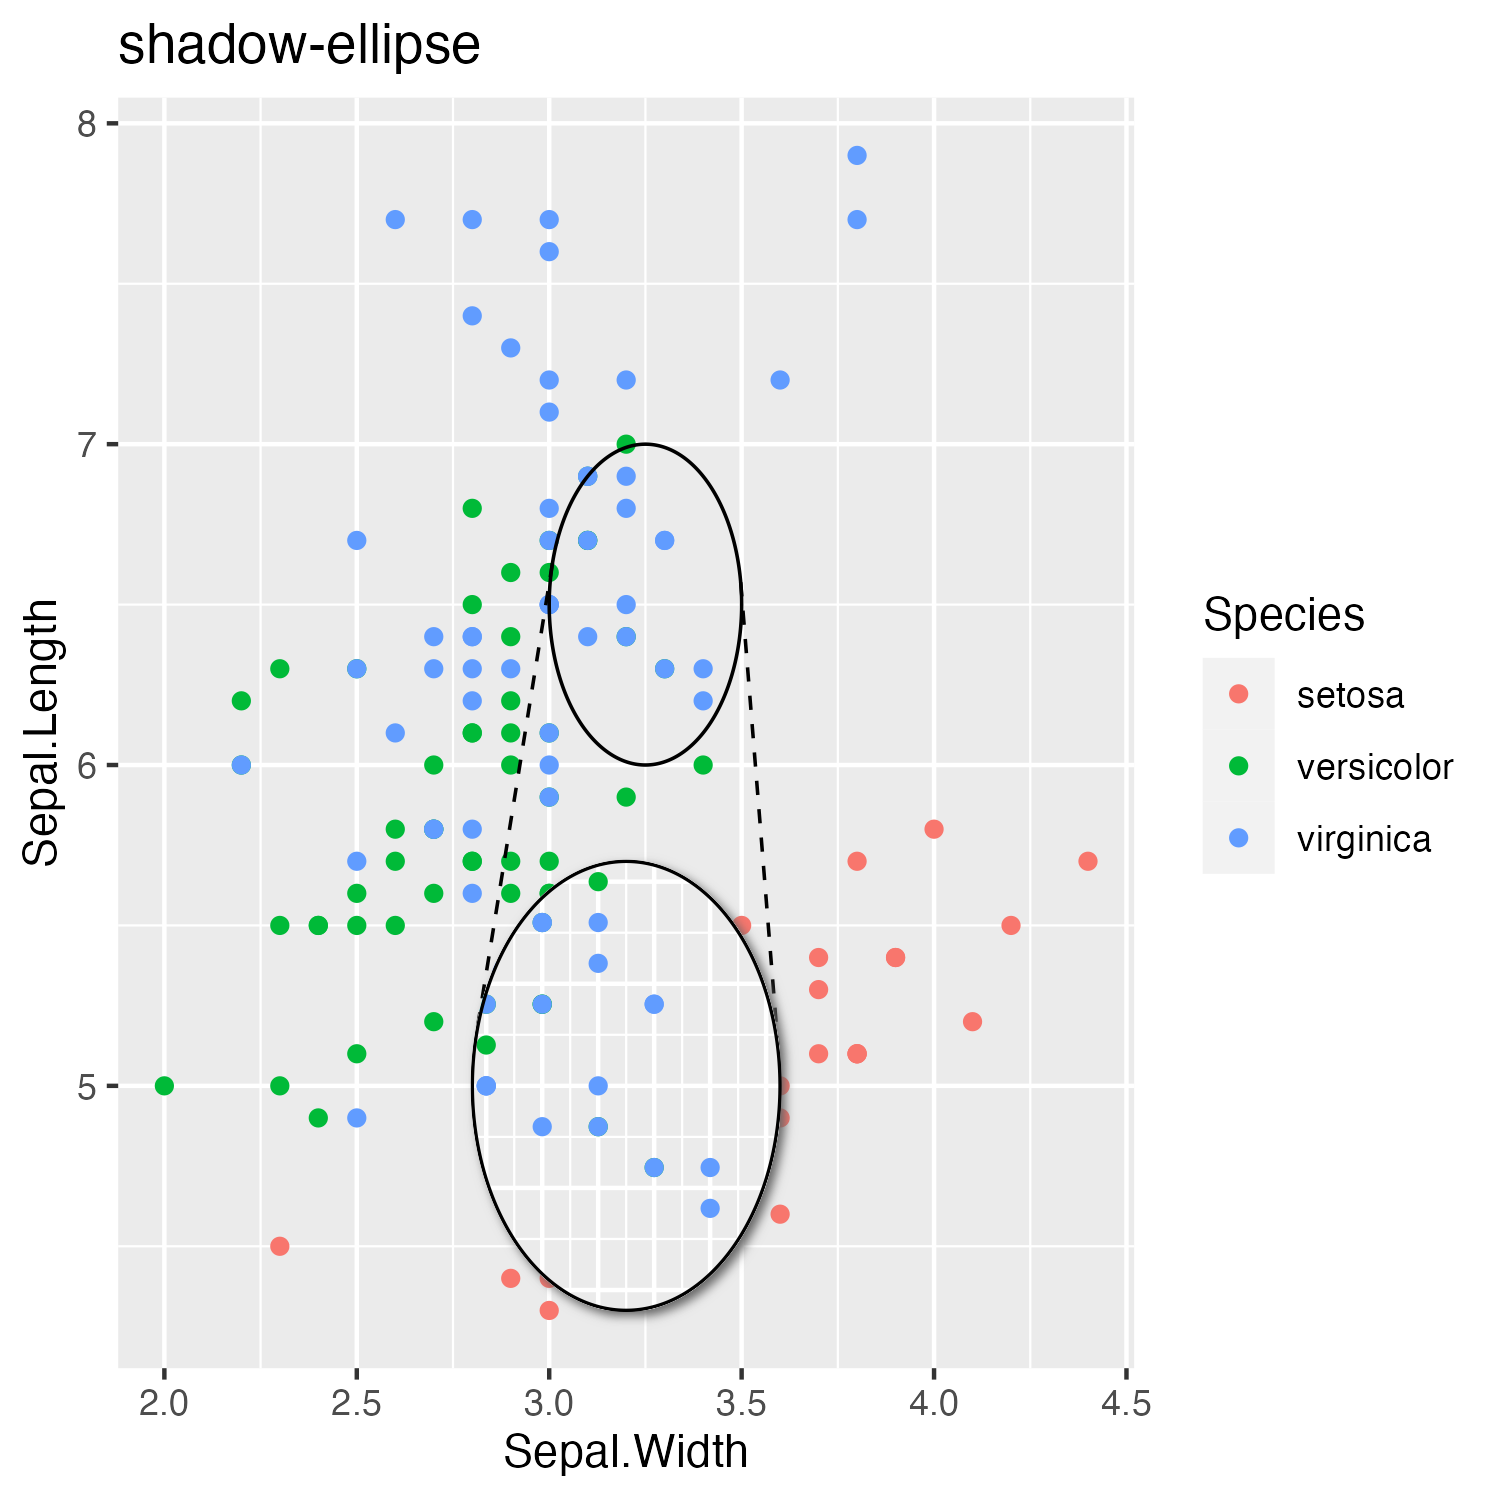 shadow-ellipse
8
7
6
5
Sepal.Length
2.0 2.5 3.0 3.5 4.0 4.5
Sepal.Width
Species
setosa
versicolor
virginica